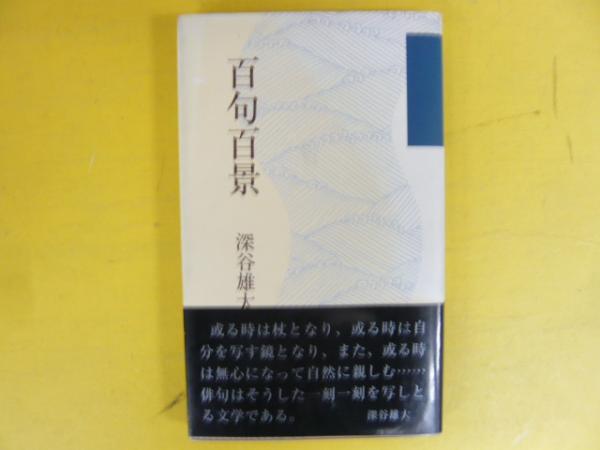 百句百景
深谷雄大
或る時は杖となり、或る時は自
分を写す鏡となり、また、或る時
は無心になって自然に親しむ……
俳句はそうした一刻一刻を写しと
る文学である。
深谷雄大